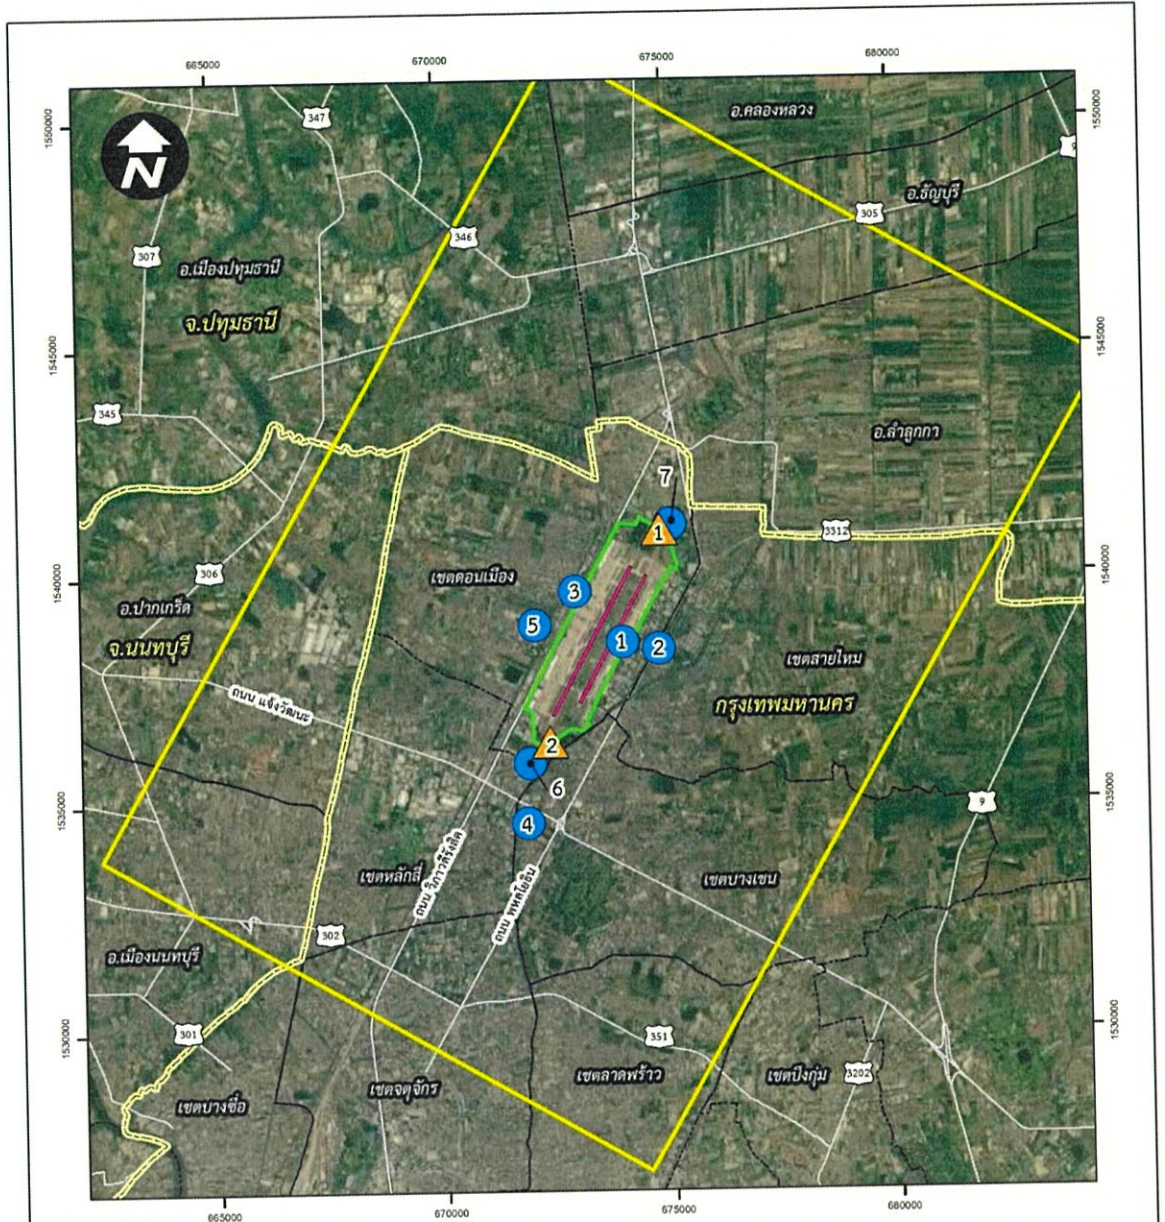 665000
670000
675000
680000
1550000
1550000
N
347
อ.คลองหลวง
9
อ.ธัญบุรี
305
346
307
อ.เมืองปทุมธานี
จ.ปทุมธานี
1545000
1545000
345
อ.ลำลูกกา
7
1
3312
1540000
1540000
306
เขตดอนเมือง
อ.ปากเกร็ด
3
5
1
2
จ.นนทบุรี
เขตสายไหม
ถนน แจ้งวัฒนะ
กรุงเทพมหานคร
2
6
1535000
1535000
9
4
เขตหลักสี่
ถนน วิภาวดีรังสิต
ถนน พหลโยธิน
เขตบางเขน
302
อ.เมืองนนทบุรี
1530000
1530000
301
351
เขตจตุจักร
เขตลาดพร้าว
เขตบึงกุ่ม
3202
เขตบางซื่อ
665000
670000
675000
680000